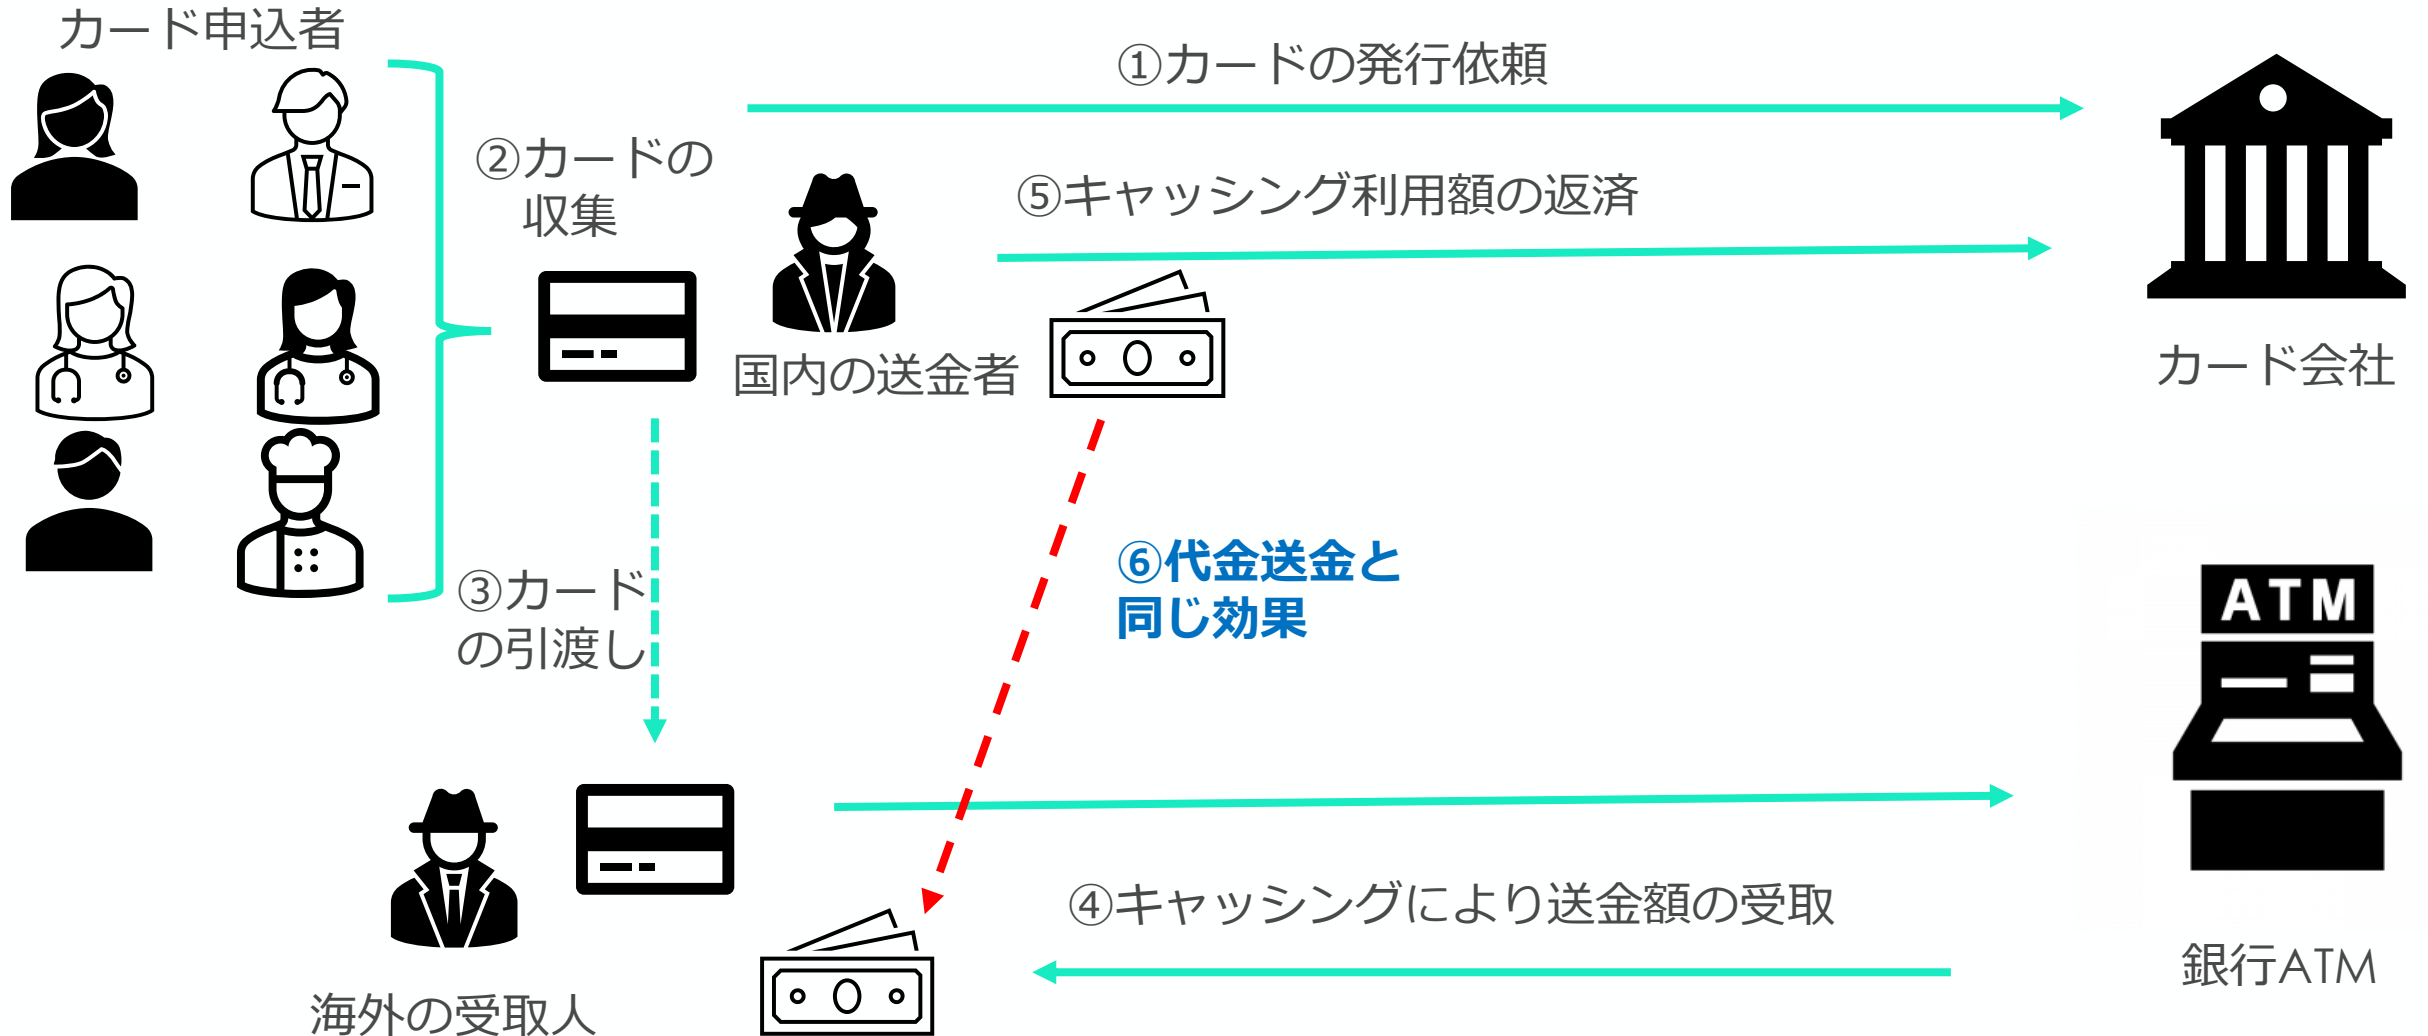 カード申込者
①カードの発行依頼
②カードの
収集
⑤キャッシング利用額の返済
国内の送金者
カード会社
⑥代金送金と
同じ効果
③カード
の引渡し
ATM
④キャッシングにより送金額の受取
銀行ATM
海外の受取人